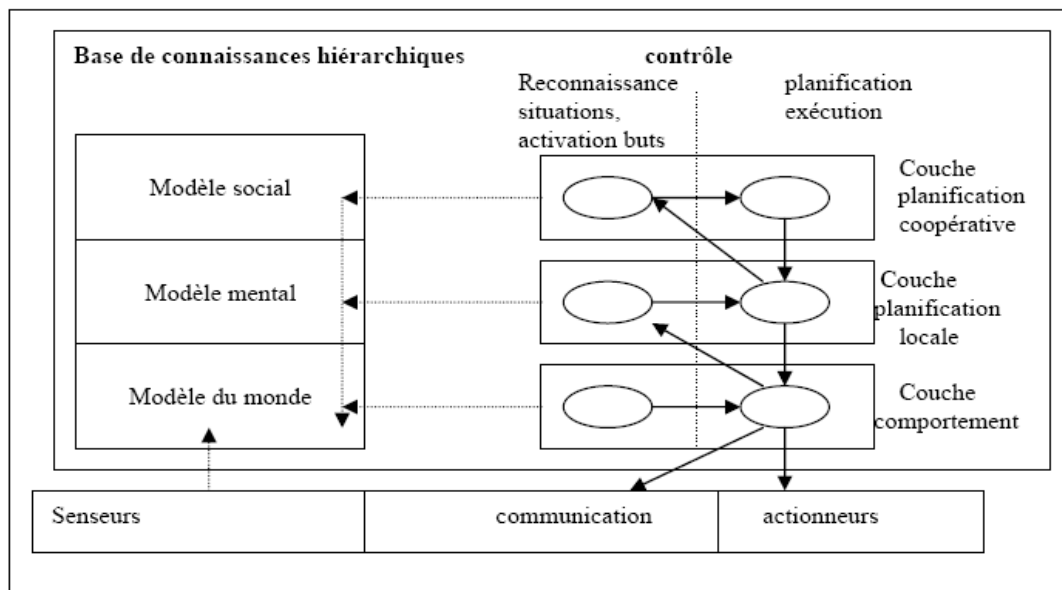 Base de connaissances hiérarchiques
contrôle
Reconnaissance
situations,
activation buts
planification
exécution
Modèle social
Couche
planification
coopérative
Modèle mental
Couche
planification
locale
Modèle du monde
Couche
comportement
Senseurs
communication
actionneurs